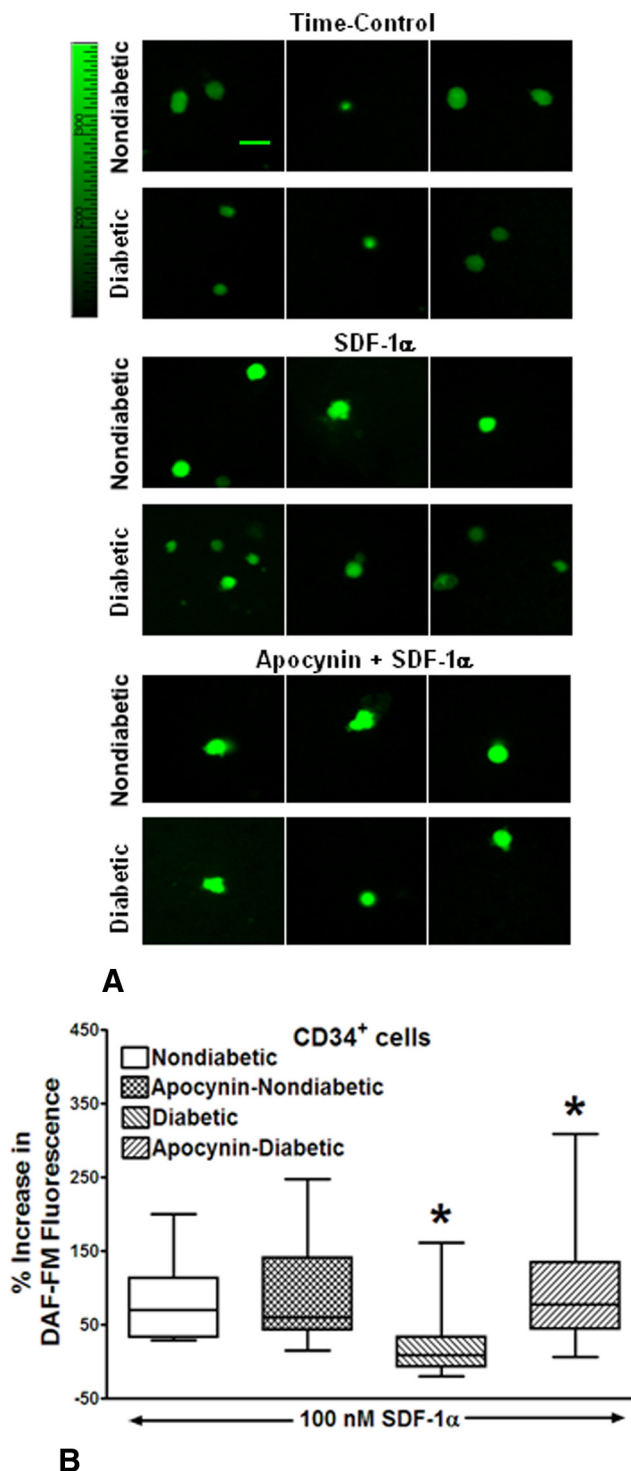 Time-Control
Nondiabetic
Diabetic
SDF-1α
Nondiabetic
Diabetic
Apocynin + SDF-1α
Nondiabetic
Diabetic
A
CD34+ cells
% Increase in
DAF-FM Fluorescence
450
350
250
150
50
-50
Nondiabetic
Apocynin-Nondiabetic
Diabetic
Apocynin-Diabetic
*
*
100 nM SDF-1α
B